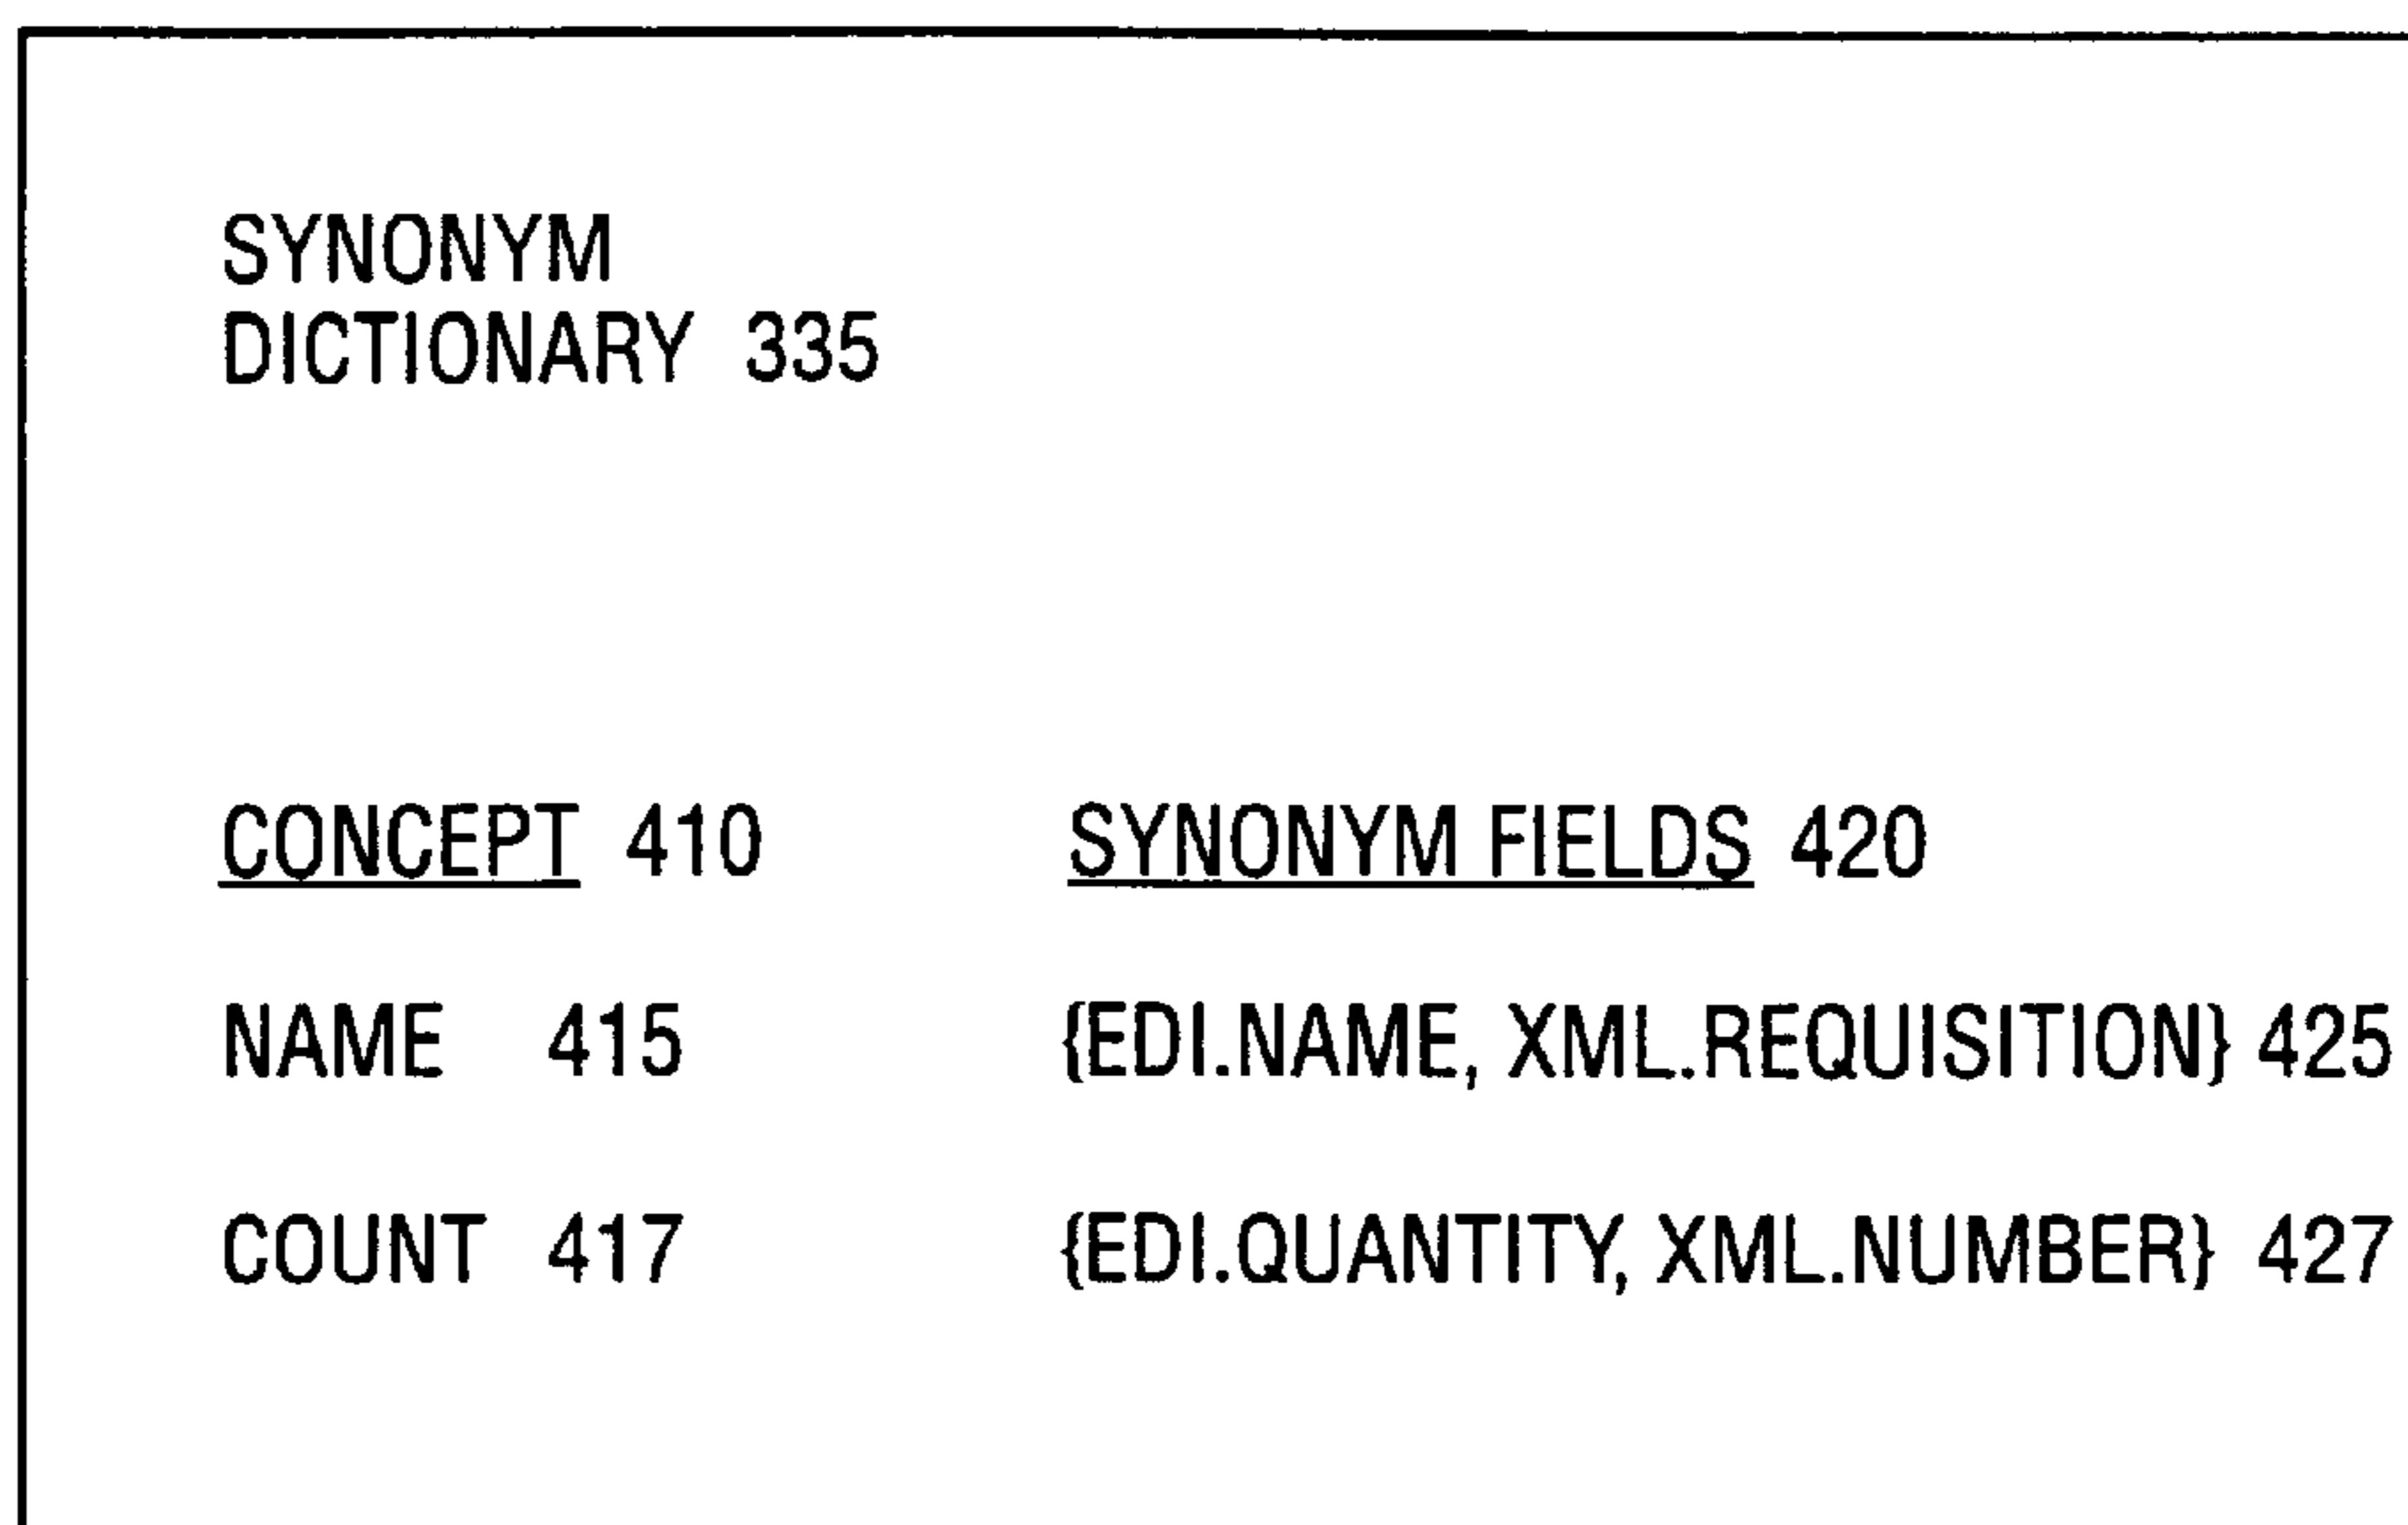 SYNONYM
DICTIONARY 335
CONCEPT 410 SYNONYM FIELDS 420
NAME 415 {EDI.NAME, XML.REQUISITION} 425
COUNT 417 {EDI.QUANTITY, XML.NUMBER} 427